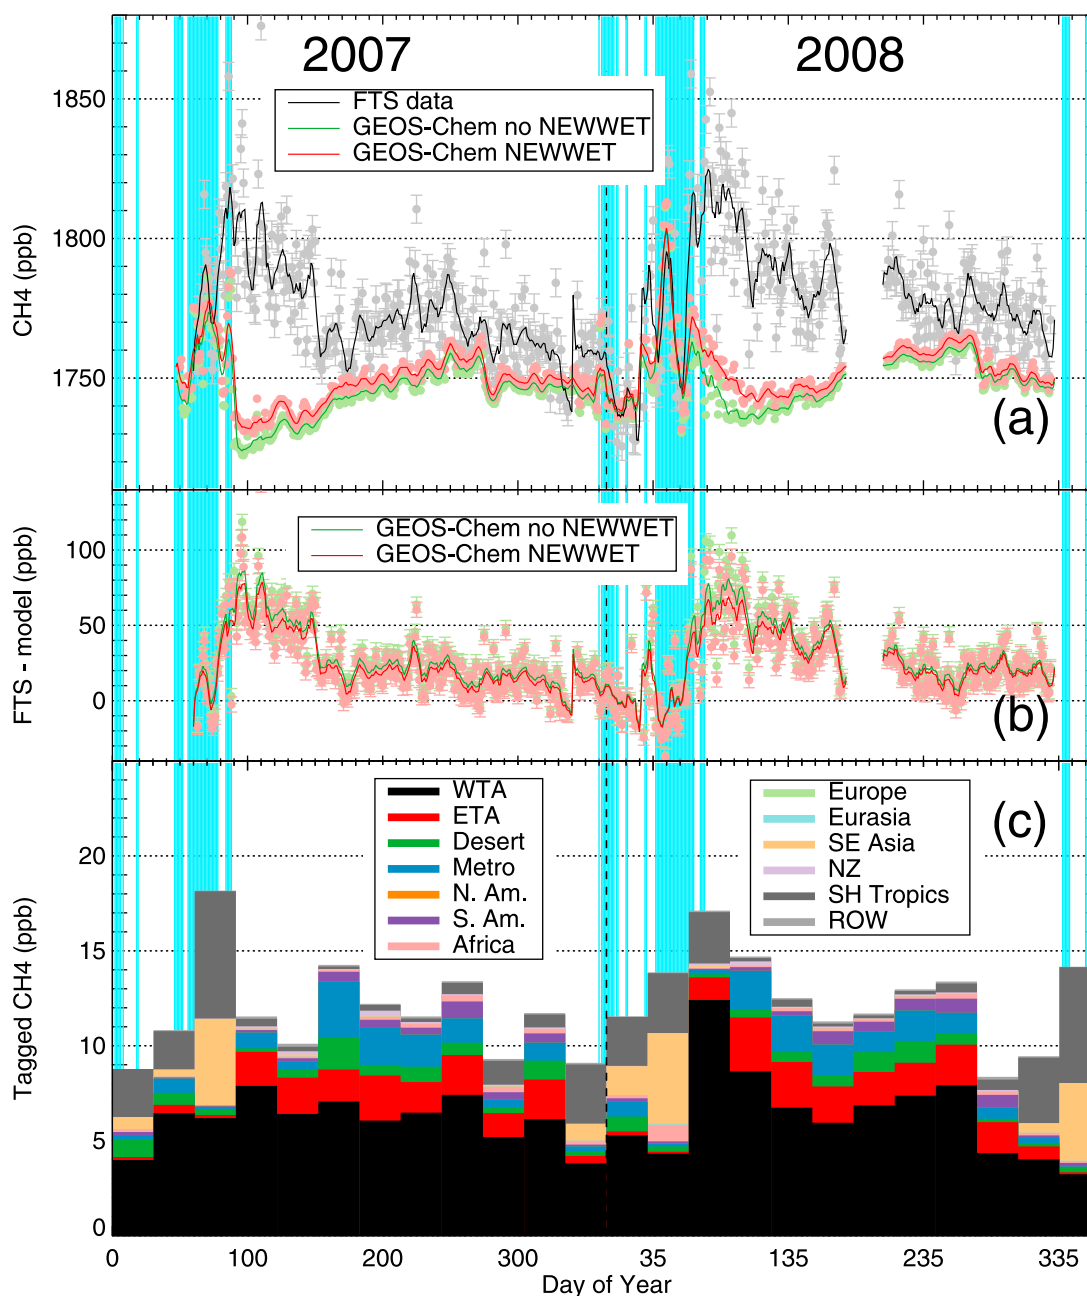 2007
2008
1850
1800
1750
CH4 (ppb)
FTS data
GEOS-Chem no NEWWET
GEOS-Chem NEWWET
(a)
100
50
0
FTS - model (ppb)
GEOS-Chem no NEWWET
GEOS-Chem NEWWET
(b)
20
15
10
5
0
Tagged CH4 (ppb)
WTA
ETA
Desert
Metro
N. Am.
S. Am.
Africa
Europe
Eurasia
SE Asia
NZ
SH Tropics
ROW
(c)
0 100 200 300 35 135 235 335
Day of Year